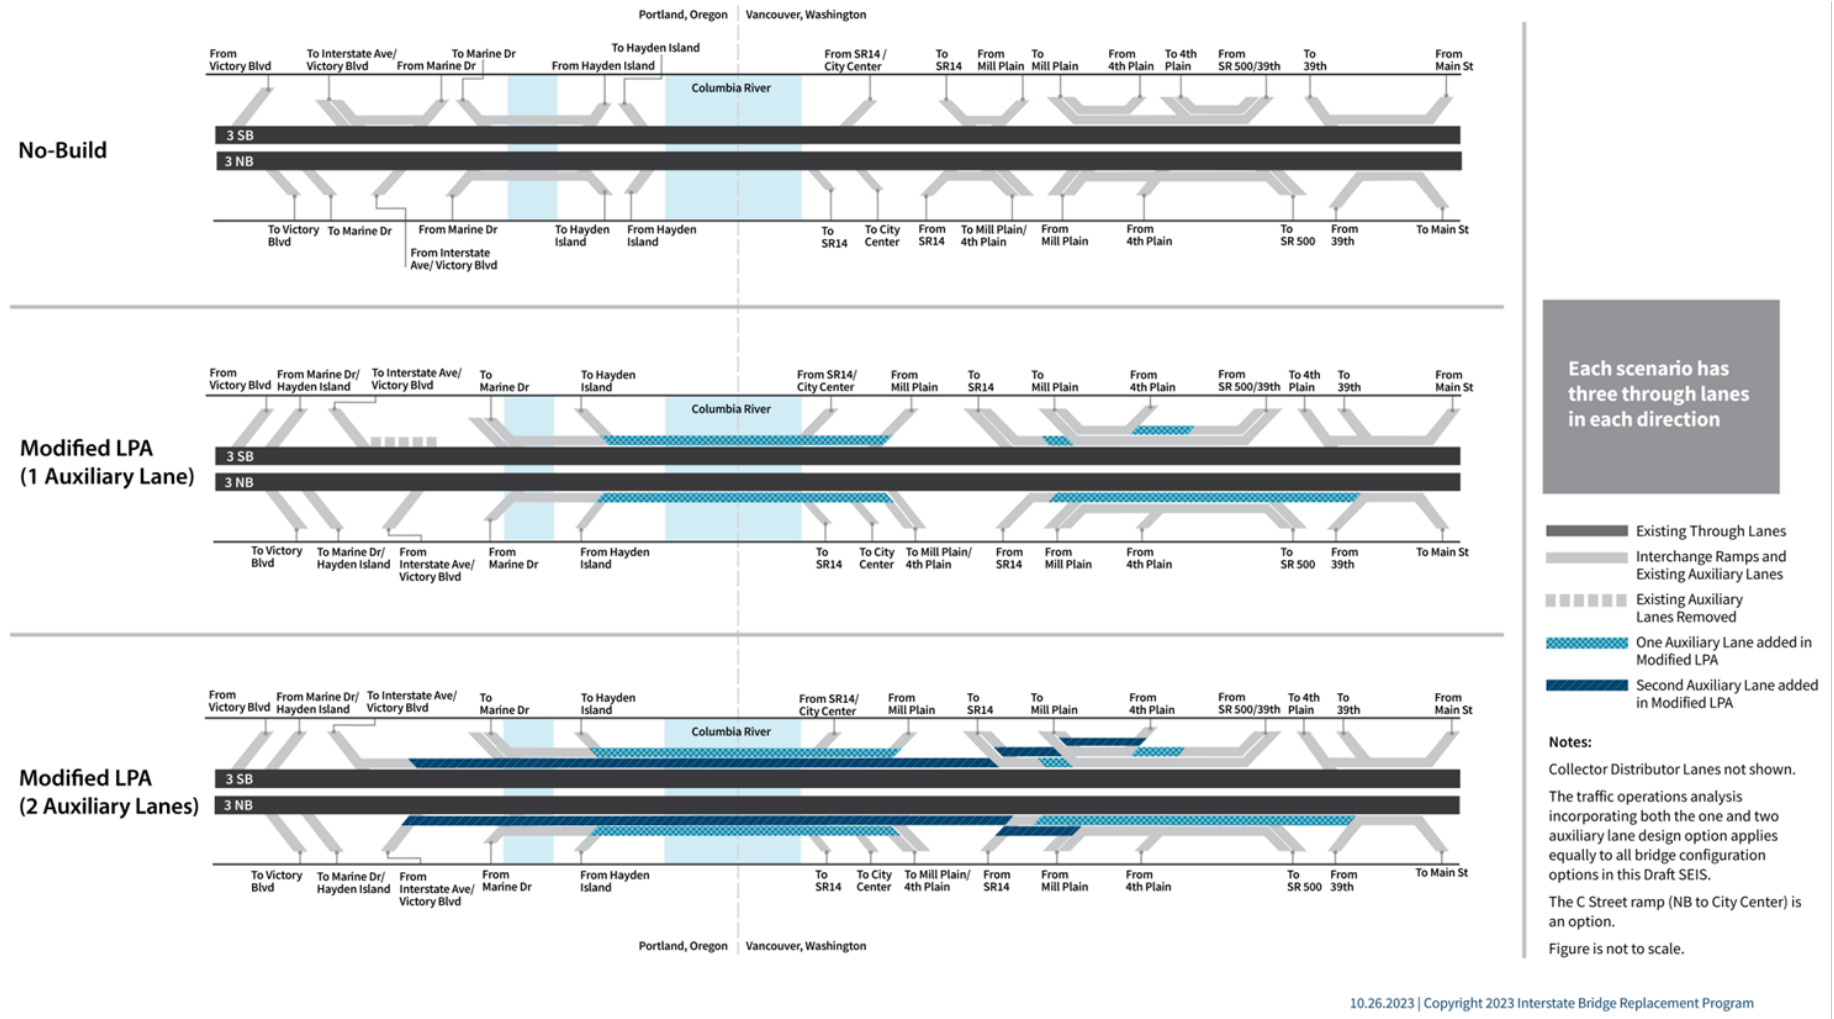 Portland, Oregon
Vancouver, Washington
No-Build
From
Victory Blvd
To Interstate Ave/
Victory Blvd
From Marine Dr
To Marine Dr
From Hayden Island
To Hayden Island
Columbia River
From SR14 /
City Center
To
SR14
From
Mill Plain
To
Mill Plain
From
4th Plain
To 4th
Plain
From
SR 500/39th
To
39th
From
Main St
3 SB
3 NB
To Victory
Blvd
To Marine Dr
From Interstate
Ave/ Victory Blvd
From Marine Dr
To Hayden
Island
From Hayden
Island
To
SR14
To City
Center
From
SR14
To Mill Plain/
4th Plain
From
Mill Plain
From
4th Plain
To
SR 500
From
39th
To Main St
Modified LPA
(1 Auxiliary Lane)
From
Victory Blvd
From Marine Dr/
Hayden Island
To Interstate Ave/
Victory Blvd
To
Marine Dr
To Hayden
Island
Columbia River
From SR14/
City Center
From
Mill Plain
To
SR14
To
Mill Plain
From
4th Plain
From
SR 500/39th
To 4th
Plain
To
39th
From
Main St
3 SB
3 NB
To Victory
Blvd
To Marine Dr/
Hayden Island
From
Interstate Ave/
Victory Blvd
From
Marine Dr
From Hayden
Island
To
SR14
To City
Center
To Mill Plain/
4th Plain
From
SR14
From
Mill Plain
From
4th Plain
To
SR 500
From
39th
To Main St
Modified LPA
(2 Auxiliary Lanes)
From
Victory Blvd
From Marine Dr/
Hayden Island
To Interstate Ave/
Victory Blvd
To
Marine Dr
To Hayden
Island
Columbia River
From SR14/
City Center
From
Mill Plain
To
SR14
To
Mill Plain
From
4th Plain
From
SR 500/39th
To 4th
Plain
To
39th
From
Main St
3 SB
3 NB
To Victory
Blvd
To Marine Dr/
Hayden Island
From
Interstate Ave/
Victory Blvd
From
Marine Dr
From Hayden
Island
To
SR14
To City
Center
To Mill Plain/
4th Plain
From
SR14
From
Mill Plain
From
4th Plain
To
SR 500
From
39th
To Main St
Portland, Oregon
Vancouver, Washington
Each scenario has
three through lanes
in each direction
Existing Through Lanes
Interchange Ramps and
Existing Auxiliary Lanes
Existing Auxiliary
Lanes Removed
One Auxiliary Lane added in
Modified LPA
Second Auxiliary Lane added
in Modified LPA
Notes:
Collector Distributor Lanes not shown.
The traffic operations analysis
incorporating both the one and two
auxiliary lane design option applies
equally to all bridge configuration
options in this Draft SEIS.
The C Street ramp (NB to City Center) is
an option.
Figure is not to scale.
10.26.2023 | Copyright 2023 Interstate Bridge Replacement Program